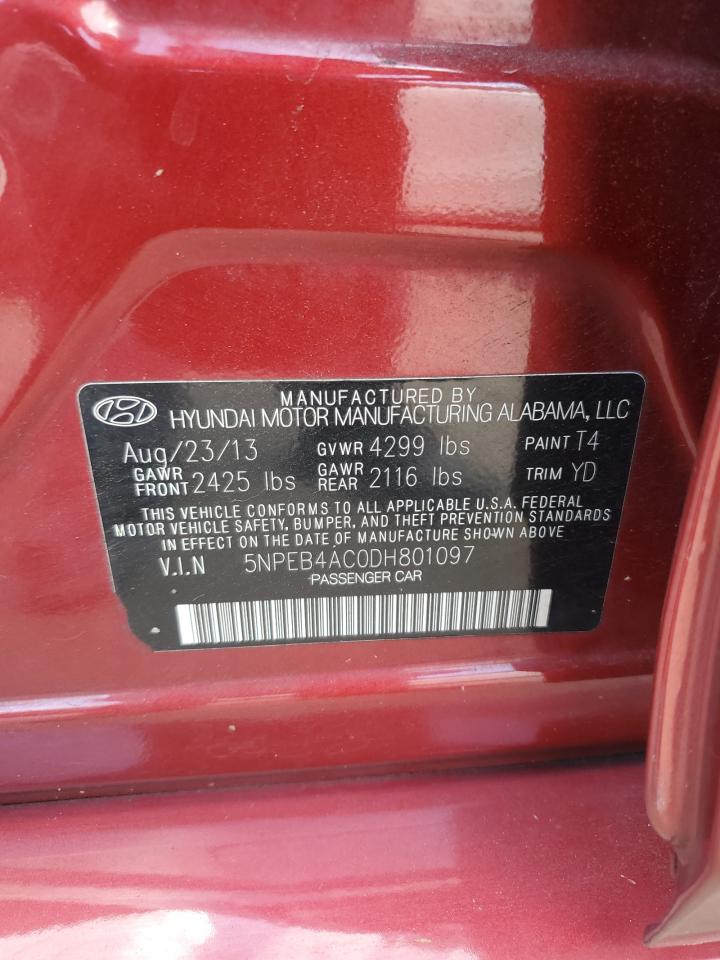 MANUFACTURED BY
HYUNDAI MOTOR MANUFACTURING ALABAMA, LLC
Aug/23/13 GVWR 4299 lbs PAINT T4
GAWR FRONT 2425 lbs GAWR REAR 2116 lbs TRIM YD
THIS VEHICLE CONFORMS TO ALL APPLICABLE U.S.A. FEDERAL
MOTOR VEHICLE SAFETY, BUMPER, AND THEFT PREVENTION STANDARDS
IN EFFECT ON THE DATE OF MANUFACTURE SHOWN ABOVE
V.I.N 5NPEB4AC0DH801097
PASSENGER CAR